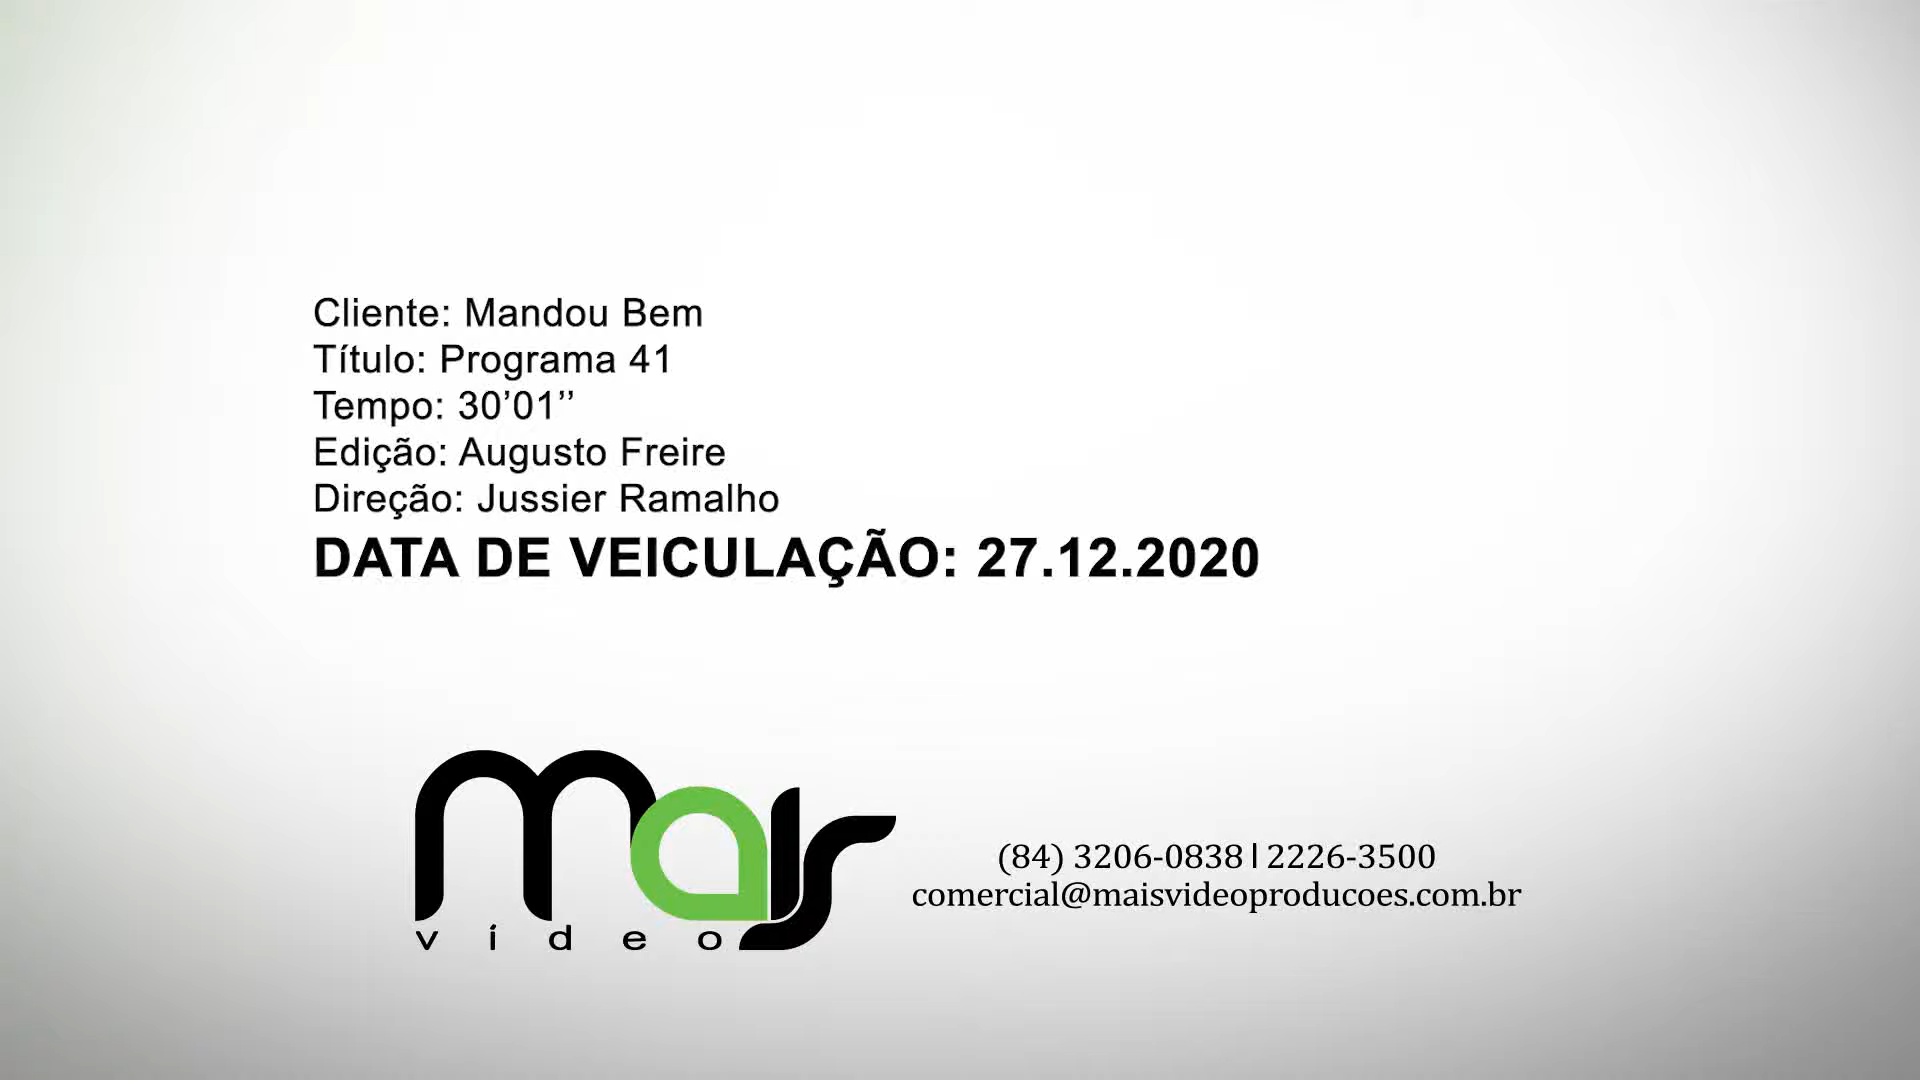 Cliente: Mandou Bem
Título: Programa 41
Tempo: 30’01’’
Edição: Augusto Freire
Direção: Jussier Ramalho
DATA DE VEICULAÇÃO: 27.12.2020
mais
vídeo
(84) 3206-0838 | 2226-3500
comercial@maisvideoproducoes.com.br